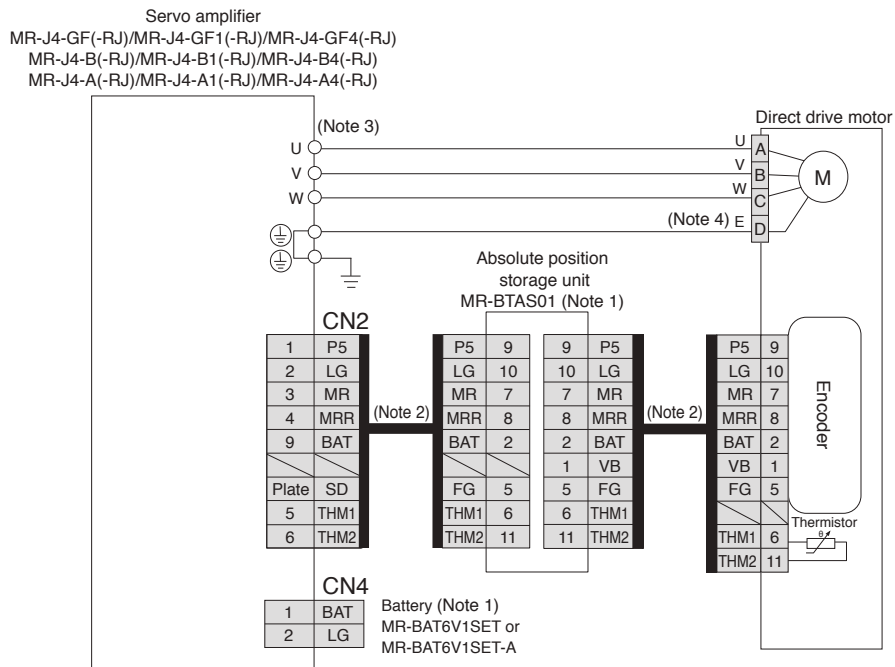 Servo amplifier
MR-J4-GF(-RJ)/MR-J4-GF1(-RJ)/MR-J4-GF4(-RJ)
MR-J4-B(-RJ)/MR-J4-B1(-RJ)/MR-J4-B4(-RJ)
MR-J4-A(-RJ)/MR-J4-A1(-RJ)/MR-J4-A4(-RJ)
Direct drive motor
(Note 3)
U U A
V V B
W W C
(Note 4) E D
M
Absolute position
storage unit
MR-BTAS01 (Note 1)
CN2
1 P5 P5 9 9 P5 P5 9
2 LG LG 10 10 LG LG 10
3 MR MR 7 7 MR MR 7
4 MRR (Note 2) MRR 8 8 MRR (Note 2) MRR 8
9 BAT BAT 2 2 BAT BAT 2
1 VB VB 1
Plate SD FG 5 5 FG FG 5
5 THM1 THM1 6 6 THM1
6 THM2 THM2 11 11 THM2 THM1 6
THM2 11
Encoder
Thermistor
θ
CN4
1 BAT
2 LG
Battery (Note 1)
MR-BAT6V1SET or
MR-BAT6V1SET-A